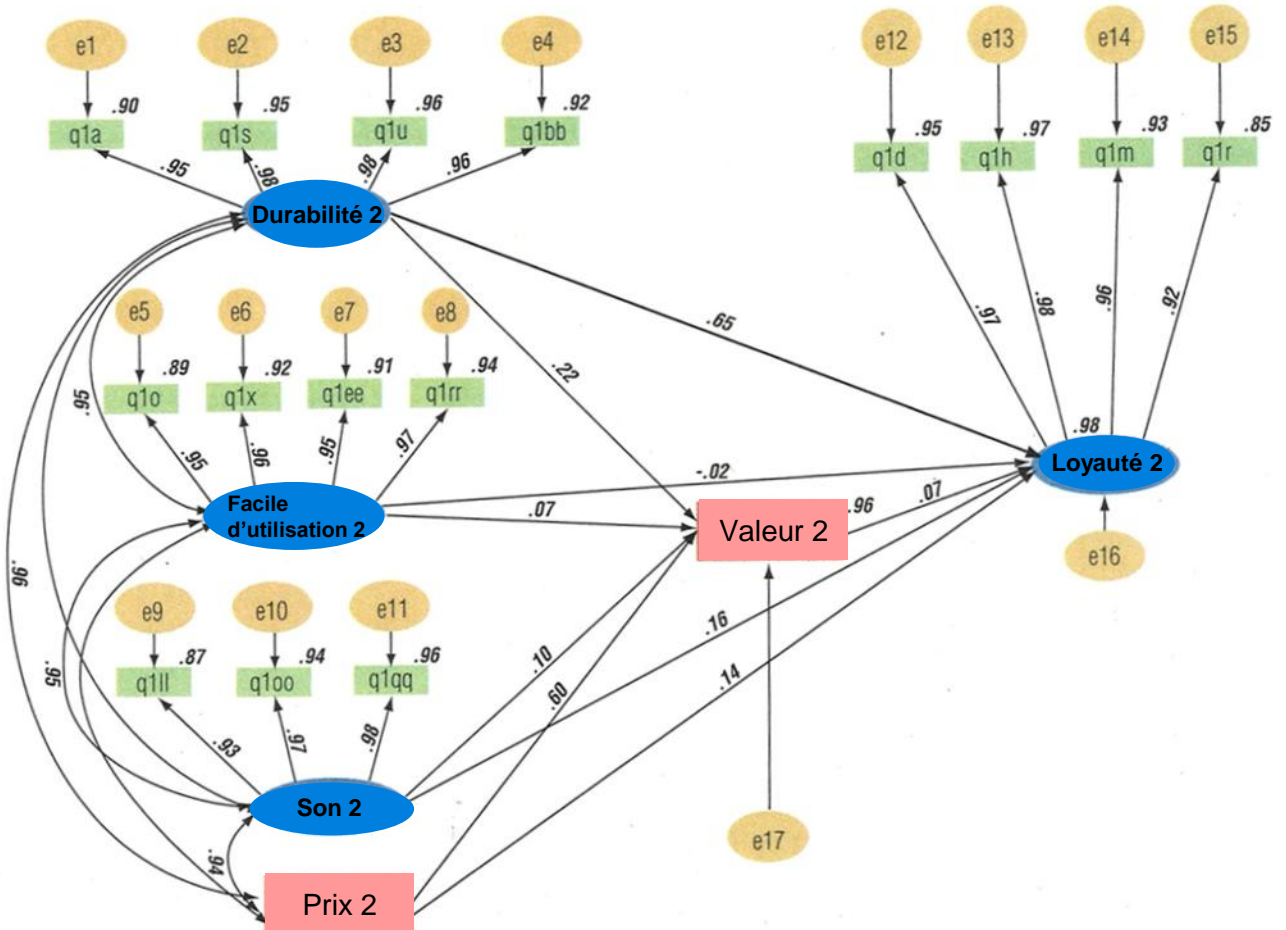 e1 e2 e3 e4
.90 .95 .96 .92
q1a q1s q1u q1bb
.95 .98 .98 .96
Durabilité 2
e12 e13 e14 e15
.95 .97 .93 .85
q1d q1h q1m q1r
.97 .98 .96 .92
.65
.22
e5 e6 e7 e8
.89 .92 .91 .94
q1o q1x q1ee q1rr
.95 .96 .95 .97
.95
Facile
d’utilisation 2
-.02
.07
.98
Loyauté 2
.96 .07
Valeur 2
e16
.96
.95
e9 e10 e11
.87 .94 .96
q1ll q1oo q1qq
.93 .97 .98
.10
.60
.16
.14
Son 2
e17
.94
Prix 2